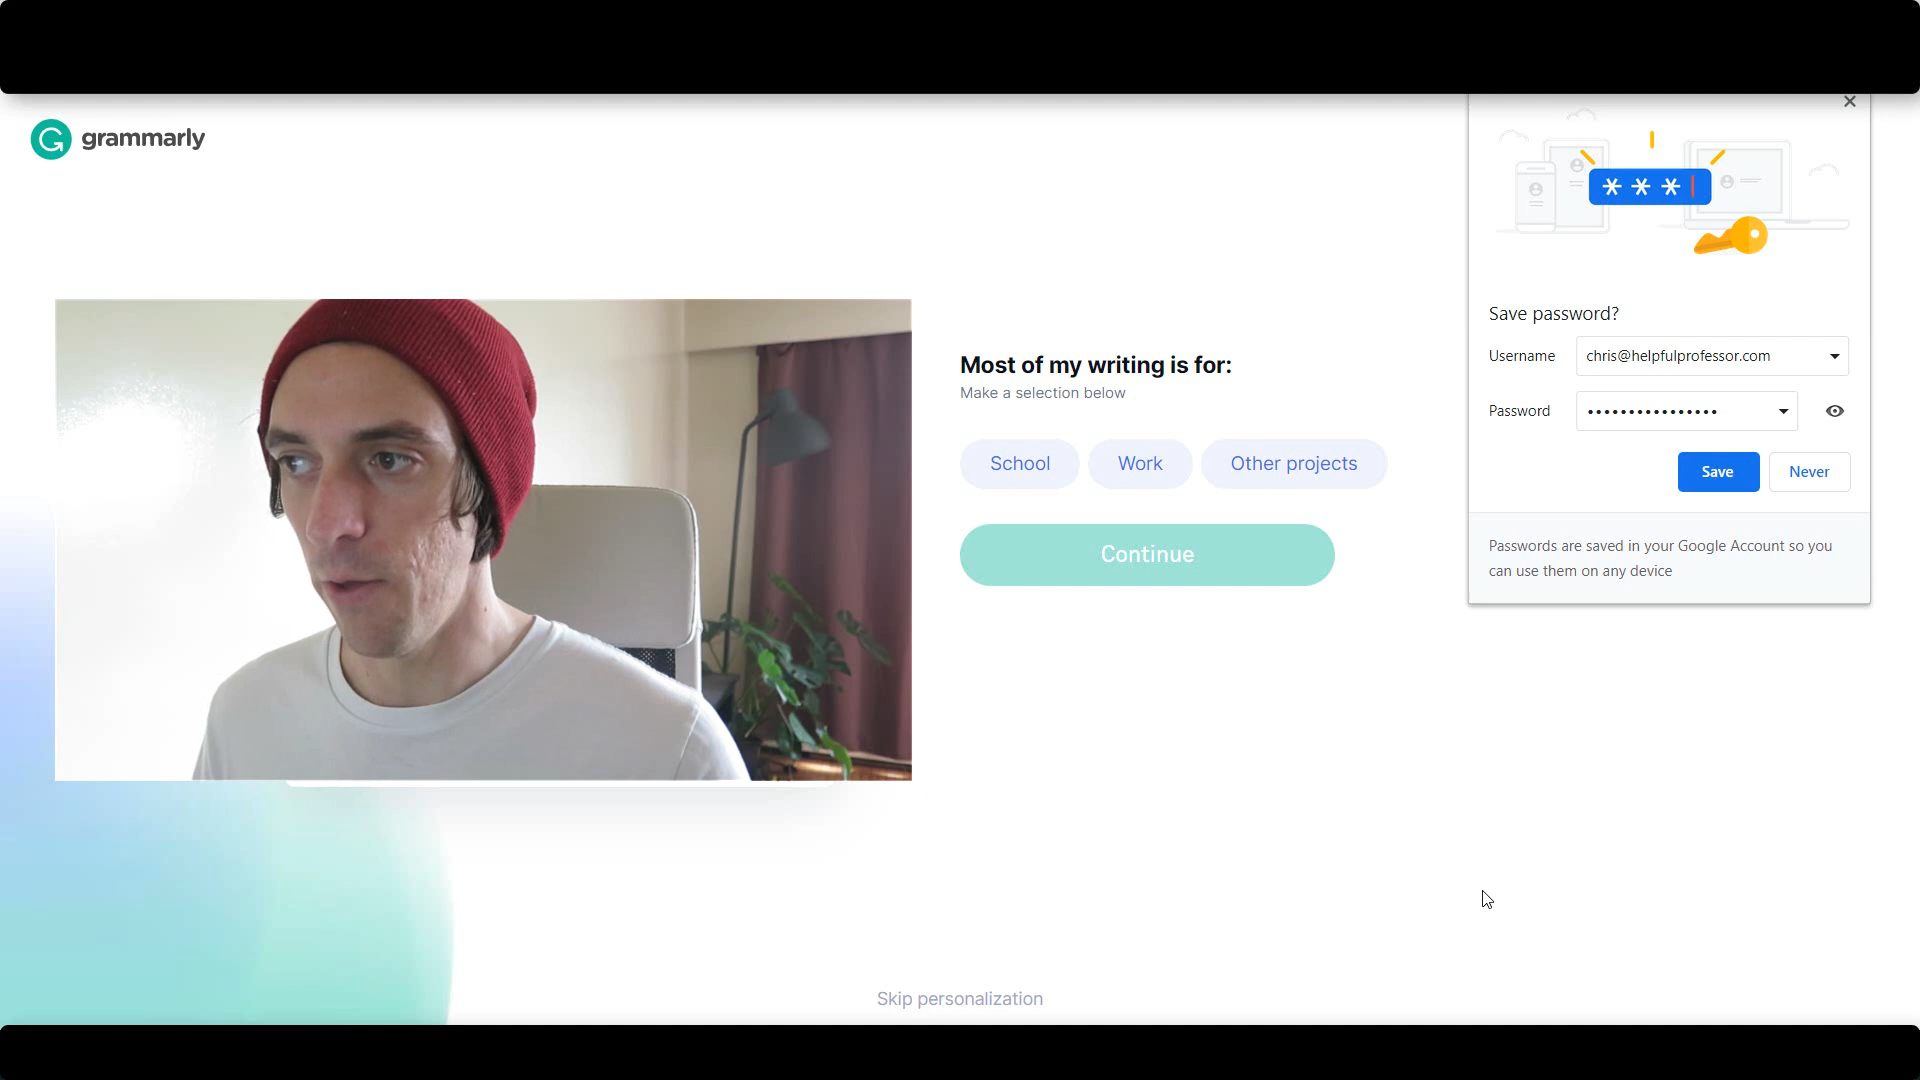 grammarly
Most of my writing is for:
Make a selection below
School Work Other projects
Continue
Skip personalization
* * *
Save password?
Username chris@helpfulprofessor.com
Password ••••••••••••••••
Save Never
Passwords are saved in your Google Account so you
can use them on any device